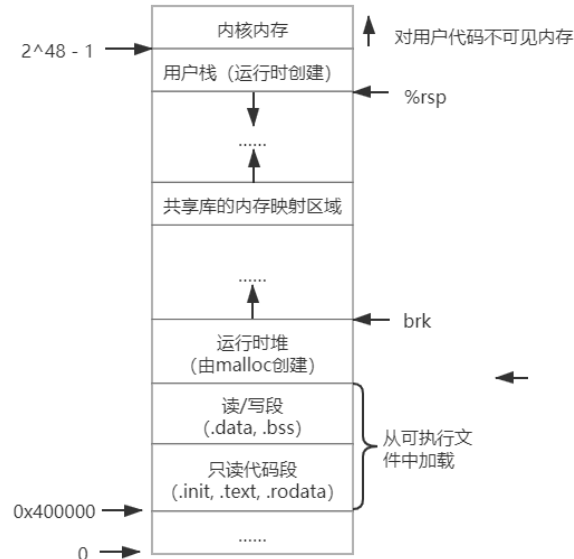 内核内存
对用户代码不可见内存
2^48 - 1
用户栈（运行时创建）
%rsp
......
共享库的内存映射区域
......
brk
运行时堆
(由malloc创建)
读/写段
(.data, .bss)
从可执行文
件中加载
只读代码段
(.init, .text, .rodata)
0x400000
......
0